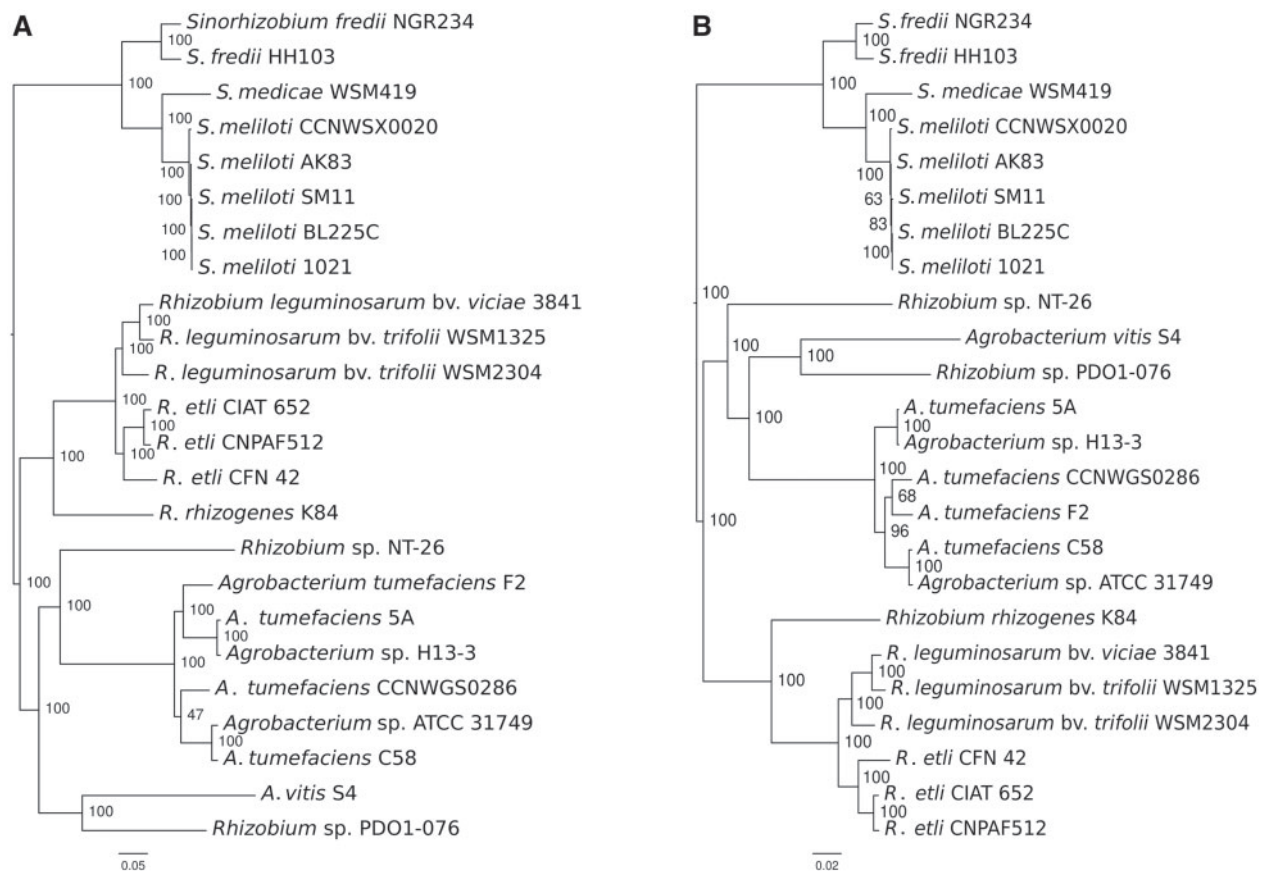 A
Sinorhizobium fredii NGR234
100
S. fredii HH103
100
S. medicae WSM419
100
S. meliloti CCNWSX0020
S. meliloti AK83
100
S. meliloti SM11
100
S. meliloti BL225C
100
S. meliloti 1021
100
Rhizobium leguminosarum bv. viciae 3841
100
R. leguminosarum bv. trifolii WSM1325
100
R. leguminosarum bv. trifolii WSM2304
100
R. etli CIAT 652
100
R. etli CNPAF512
100
100
R. etli CFN 42
R. rhizogenes K84
Rhizobium sp. NT-26
100
Agrobacterium tumefaciens F2
100
100
A. tumefaciens 5A
100
Agrobacterium sp. H13-3
100
A. tumefaciens CCNWGS0286
100
47
Agrobacterium sp. ATCC 31749
100
A. tumefaciens C58
A.vitis S4
100
Rhizobium sp. PDO1-076
0.05
B
S. fredii NGR234
100
S. fredii HH103
100
S. medicae WSM419
100
S. meliloti CCNWSX0020
S. meliloti AK83
100
S. meliloti SM11
63
83
S. meliloti BL225C
100
S. meliloti 1021
100
Rhizobium sp. NT-26
100
Agrobacterium vitis S4
100
Rhizobium sp. PDO1-076
100
A. tumefaciens 5A
100
Agrobacterium sp. H13-3
100
A. tumefaciens CCNWGS0286
68
A. tumefaciens F2
100
96
A. tumefaciens C58
100
Agrobacterium sp. ATCC 31749
Rhizobium rhizogenes K84
R. leguminosarum bv. viciae 3841
100
100
R. leguminosarum bv. trifolii WSM1325
100
R. leguminosarum bv. trifolii WSM2304
100
R. etli CFN 42
100
R. etli CIAT 652
100
R. etli CNPAF512
0.02